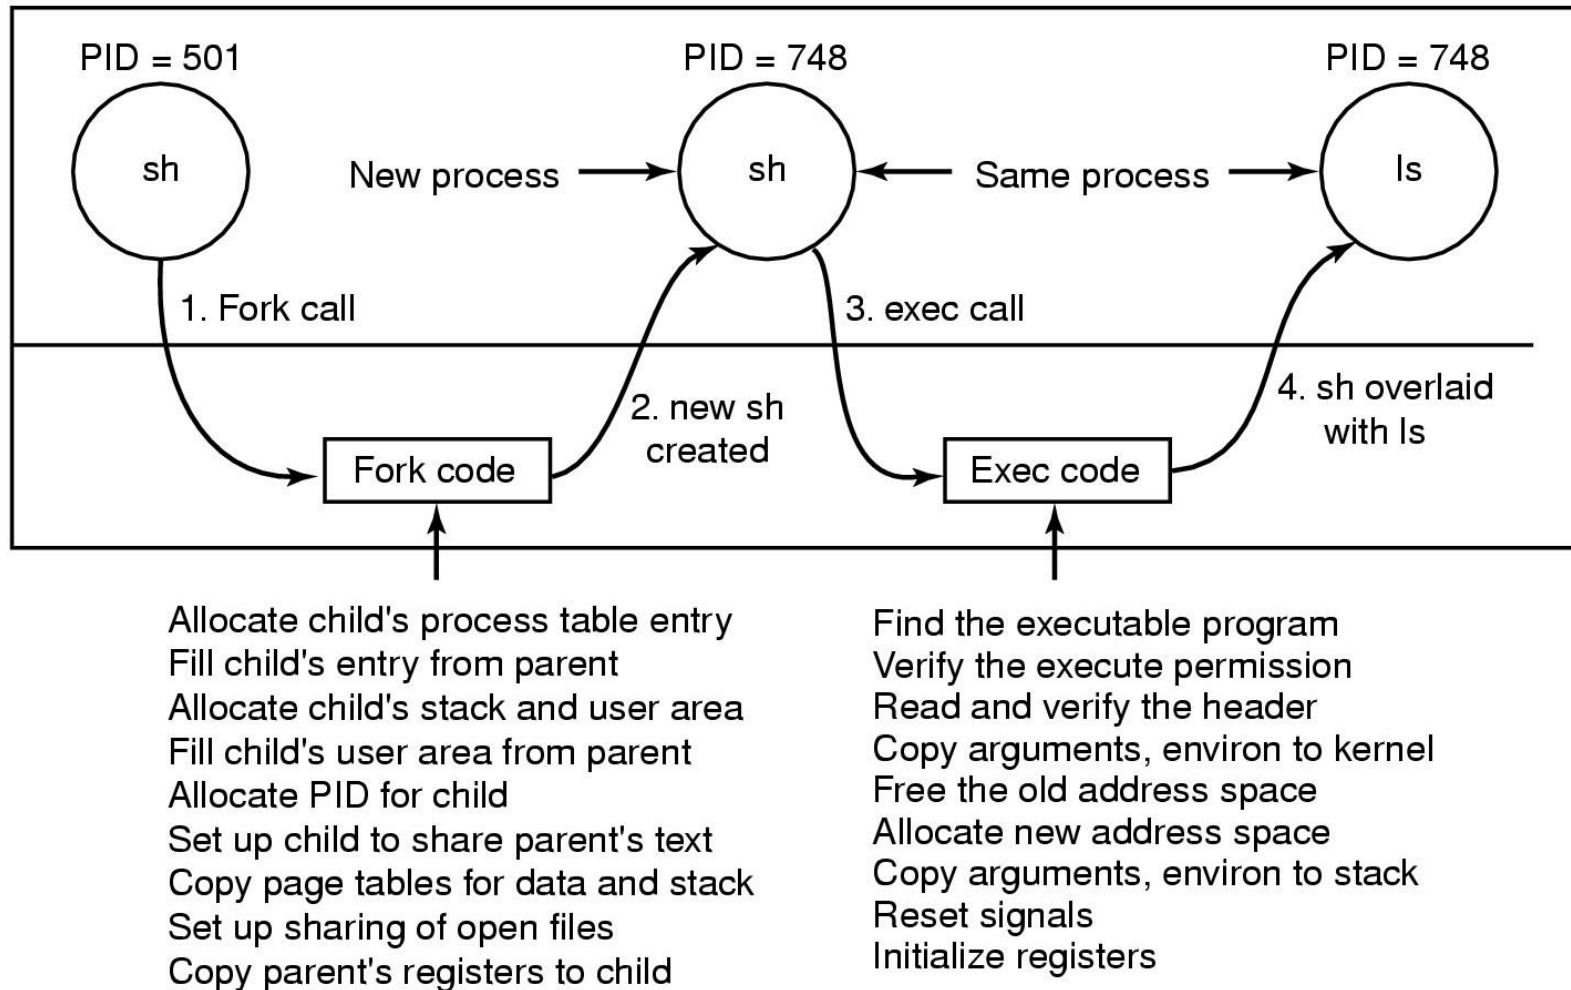 PID = 501
PID = 748
PID = 748
sh
New process
sh
Same process
ls
1. Fork call
3. exec call
2. new sh
created
4. sh overlaid
with ls
Fork code
Exec code
Allocate child's process table entry
Fill child's entry from parent
Allocate child's stack and user area
Fill child's user area from parent
Allocate PID for child
Set up child to share parent's text
Copy page tables for data and stack
Set up sharing of open files
Copy parent's registers to child
Find the executable program
Verify the execute permission
Read and verify the header
Copy arguments, environ to kernel
Free the old address space
Allocate new address space
Copy arguments, environ to stack
Reset signals
Initialize registers